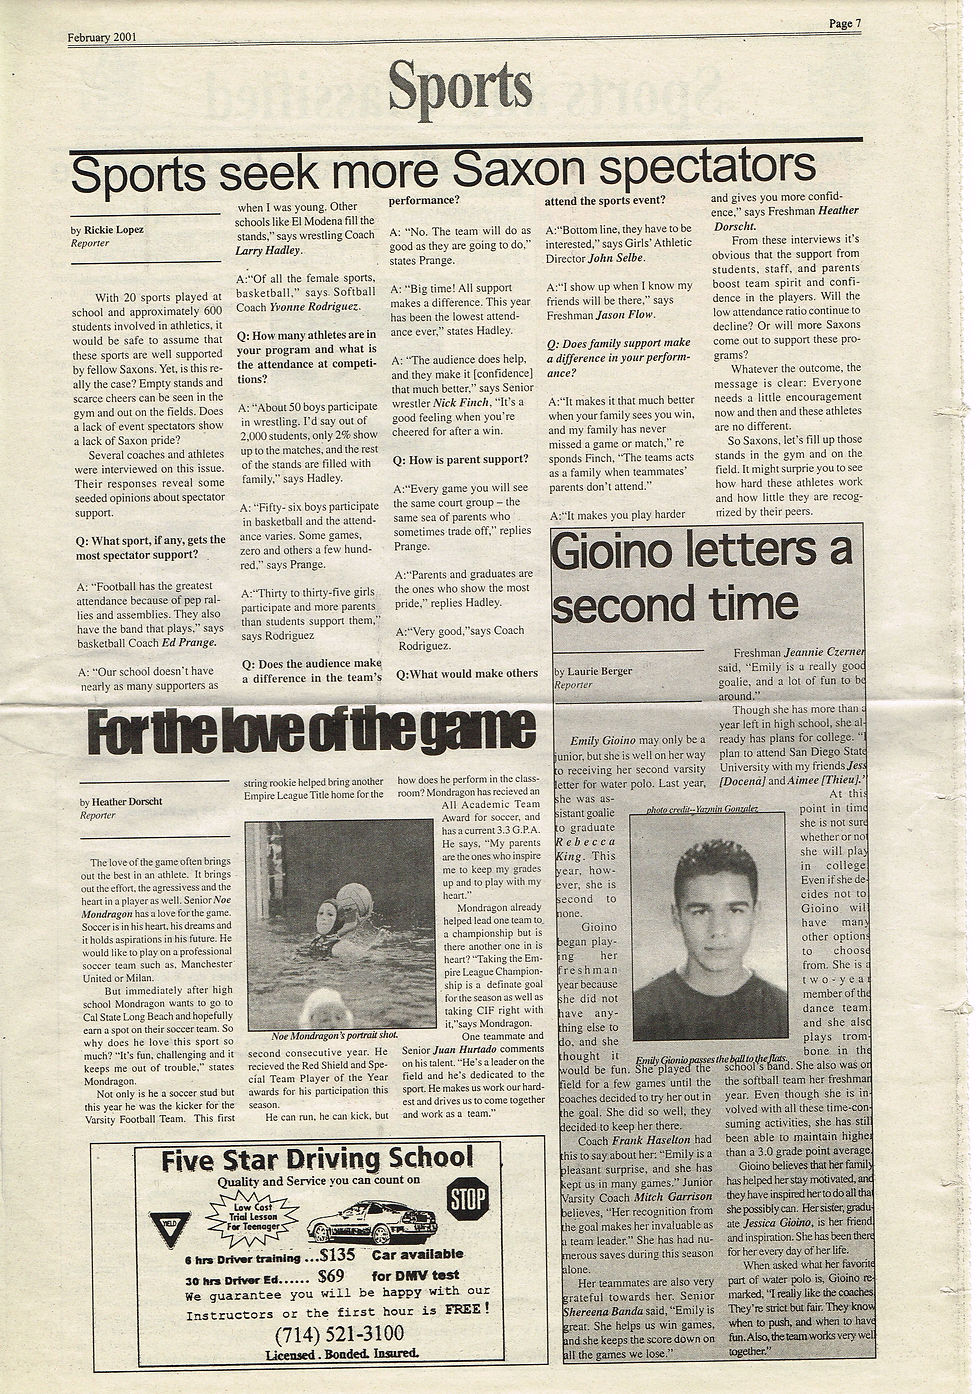 February 2001
Page 7
Sports
Sports seek more Saxon spectators
by Rickie Lopez
Reporter
With 20 sports played at
school and approximately 600
students involved in athletics, it
would be safe to assume that
these sports are well supported
by fellow Saxons. Yet, is this re-
ally the case? Empty stands and
scarce cheers can be seen in the
gym and out on the fields. Does
a lack of event spectators show
a lack of Saxon pride?
Several coaches and athletes
were interviewed on this issue.
Their responses reveal some
seeded opinions about spectator
support.
Q: What sport, if any, gets the
most spectator support?
A: “Football has the greatest
attendance because of pep ral-
lies and assemblies. They also
have the band that plays,” says
basketball Coach Ed Prange.
A: “Our school doesn’t have
nearly as many supporters as
when I was young. Other
schools like El Modena fill the
stands,” says wrestling Coach
Larry Hadley.
A:“Of all the female sports,
basketball,” says Softball
Coach Yvonne Rodriguez.
Q: How many athletes are in
your program and what is
the attendance at competi-
tions?
A: “About 50 boys participate
in wrestling. I’d say out of
2,000 students, only 2% show
up to the matches, and the rest
of the stands are filled with
family,” says Hadley.
A: “Fifty- six boys participate
in basketball and the attend-
ance varies. Some games,
zero and others a few hund-
red,” says Prange.
A:“Thirty to thirty-five girls
participate and more parents
than students support them,”
says Rodriguez
Q: Does the audience make
a difference in the team’s
performance?
A: “No. The team will do as
good as they are going to do,”
states Prange.
A: “Big time! All support
makes a difference. This year
has been the lowest attend-
ance ever,” states Hadley.
A: “The audience does help,
and they make it [confidence]
that much better,” says Senior
wrestler Nick Finch, “It’s a
good feeling when you’re
cheered for after a win.
Q: How is parent support?
A:“Every game you will see
the same court group – the
same sea of parents who
sometimes trade off,” replies
Prange.
A:“Parents and graduates are
the ones who show the most
pride,” replies Hadley.
A:“Very good,”says Coach
Rodriguez.
Q:What would make others
attend the sports event?
A:“Bottom line, they have to be
interested,” says Girls’ Athletic
Director John Selbe.
A:“I show up when I know my
friends will be there,” says
Freshman Jason Flow.
Q: Does family support make
a difference in your perform-
ance?
A:“It makes it that much better
when your family sees you win,
and my family has never
missed a game or match,” re
sponds Finch, “The teams acts
as a family when teammates’
parents don’t attend.”
A:“It makes you play harder
and gives you more confid-
ence,” says Freshman Heather
Dorscht.
From these interviews it’s
obvious that the support from
students, staff, and parents
boost team spirit and confi-
dence in the players. Will the
low attendance ratio continue to
decline? Or will more Saxons
come out to support these pro-
grams?
Whatever the outcome, the
message is clear: Everyone
needs a little encouragement
now and then and these athletes
are no different.
So Saxons, let’s fill up those
stands in the gym and on the
field. It might surprie you to see
how hard these athletes work
and how little they are recog-
nized by their peers.
For the love of the game
by Heather Dorscht
Reporter
The love of the game often brings
out the best in an athlete. It brings
out the effort, the agressivess and the
heart in a player as well. Senior Noe
Mondragon has a love for the game.
Soccer is in his heart, his dreams and
it holds aspirations in his future. He
would like to play on a professional
soccer team such as, Manchester
United or Milan.
But immediately after high
school Mondragon wants to go to
Cal State Long Beach and hopefully
earn a spot on their soccer team. So
why does he love this sport so
much? “It’s fun, challenging and it
keeps me out of trouble,” states
Mondragon.
Not only is he a soccer stud but
this year he was the kicker for the
Varsity Football Team. This first
string rookie helped bring another
Empire League Title home for the
Noe Mondragon’s portrait shot.
second consecutive year. He
recieved the Red Shield and Spe-
cial Team Player of the Year
awards for his participation this
season.
He can run, he can kick, but
how does he perform in the class-
room? Mondragon has recieved an
All Academic Team
Award for soccer, and
has a current 3.3 G.P.A.
He says, “My parents
are the ones who inspire
me to keep my grades
up and to play with my
heart.”
Mondragon already
helped lead one team to
a championship but is
there another one in is
heart? “Taking the Em-
pire League Champion-
ship is a definate goal
for the season as well as
taking CIF right with
it,”says Mondragon.
One teammate and
Senior Juan Hurtado comments
on his talent. “He’s a leader on the
field and he’s dedicated to the
sport. He makes us work our hard-
est and drives us to come together
and work as a team.”
Gioino letters a
second time
by Laurie Berger
Reporter
Emily Gioino may only be a
junior, but she is well on her way
to receiving her second varsity
letter for water polo. Last year,
she was as-
sistant goalie
to graduate
Rebecca
King. This
year, how-
ever, she is
second to
none.
Gioino
began play-
ing her
freshman
year because
she did not
have any-
thing else to
do, and she
thought it
would be fun. She played the
field for a few games until the
coaches decided to try her out in
the goal. She did so well, they
decided to keep her there.
Coach Frank Haselton had
this to say about her: “Emily is a
pleasant surprise, and she has
kept us in many games.” Junior
Varsity Coach Mitch Garrison
believes, “Her recognition from
the goal makes her invaluable as
a team leader.” She has had nu-
merous saves during this season
alone.
Her teammates are also very
grateful towards her. Senior
Shereena Banda said, “Emily is
great. She helps us win games,
and she keeps the score down on
all the games we lose.”
photo credit--Yazmin Gonzalez
Emily Gionio passes the ball to the flats.
Freshman Jeannie Czerner
said, “Emily is a really good
goalie, and a lot of fun to be
around.”
Though she has more than a
year left in high school, she al-
ready has plans for college. “I
plan to attend San Diego State
University with my friends Jess
[Docena] and Aimee [Thieu].’
At this
point in time
she is not sure
whether or not
she will play
in college.
Even if she de-
cides not to
Gioino will
have many
other options
to choose
from. She is a
two-year
member of the
dance team
and she also
plays trom-
bone in the
school’s band. She also was on
the softball team her freshman
year. Even though she is in-
volved with all these time-con-
suming activities, she has still
been able to maintain higher
than a 3.0 grade point average.
Gioino believes that her family
has helped her stay motivated, and
they have inspired her to do all that
she possibly can. Her sister, gradu-
ate Jessica Gioino, is her friend
and inspiration. She has been there
for her every day of her life.
When asked what her favorite
part of water polo is, Gioino re-
marked, “I really like the coaches.
They’re strict but fair. They know
when to push, and when to have
fun. Also, the team works very well
together.”
Five Star Driving School
Quality and Service you can count on
Low Cost
Trial Lesson
For Teenager
YIELD
STOP
6 hrs Driver training ...$135 Car available
30 hrs Driver Ed...... $69 for DMV test
We guarantee you will be happy with our
Instructors or the first hour is FREE!
(714) 521-3100
Licensed . Bonded. Insured.